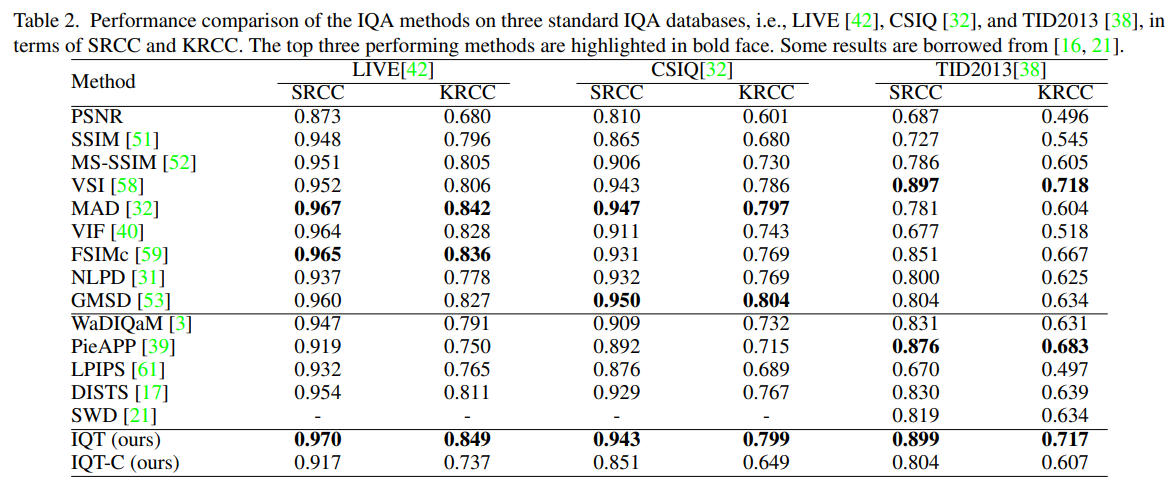 Table 2. Performance comparison of the IQA methods on three standard IQA databases, i.e., LIVE [42], CSIQ [32], and TID2013 [38], in
terms of SRCC and KRCC. The top three performing methods are highlighted in bold face. Some results are borrowed from [16, 21].
Method LIVE[42] CSIQ[32] TID2013[38]
SRCC KRCC SRCC KRCC SRCC KRCC
PSNR 0.873 0.680 0.810 0.601 0.687 0.496
SSIM [51] 0.948 0.796 0.865 0.680 0.727 0.545
MS-SSIM [52] 0.951 0.805 0.906 0.730 0.786 0.605
VSI [58] 0.952 0.806 0.943 0.786 0.897 0.718
MAD [32] 0.967 0.842 0.947 0.797 0.781 0.604
VIF [40] 0.964 0.828 0.911 0.743 0.677 0.518
FSIMc [59] 0.965 0.836 0.931 0.769 0.851 0.667
NLPD [31] 0.937 0.778 0.932 0.769 0.800 0.625
GMSD [53] 0.960 0.827 0.950 0.804 0.804 0.634
WaDIQaM [3] 0.947 0.791 0.909 0.732 0.831 0.631
PieAPP [39] 0.919 0.750 0.892 0.715 0.876 0.683
LPIPS [61] 0.932 0.765 0.876 0.689 0.670 0.497
DISTS [17] 0.954 0.811 0.929 0.767 0.830 0.639
SWD [21] - - - - 0.819 0.634
IQT (ours) 0.970 0.849 0.943 0.799 0.899 0.717
IQT-C (ours) 0.917 0.737 0.851 0.649 0.804 0.607